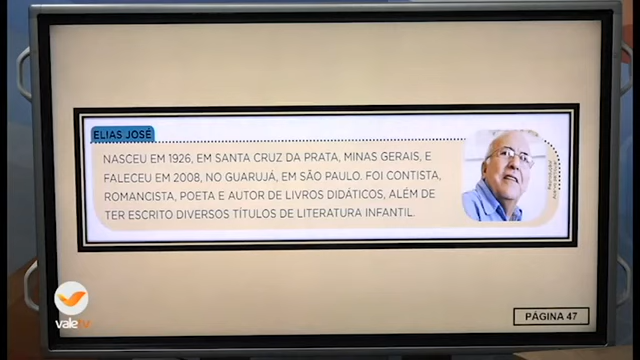 ELIAS JOSÉ
NASCEU EM 1926, EM SANTA CRUZ DA PRATA, MINAS GERAIS, E
FALECEU EM 2008, NO GUARUJÁ, EM SÃO PAULO. FOI CONTISTA,
ROMANCISTA, POETA E AUTOR DE LIVROS DIDÁTICOS, ALÉM DE
TER ESCRITO DIVERSOS TÍTULOS DE LITERATURA INFANTIL.
PÁGINA 47
vale tv